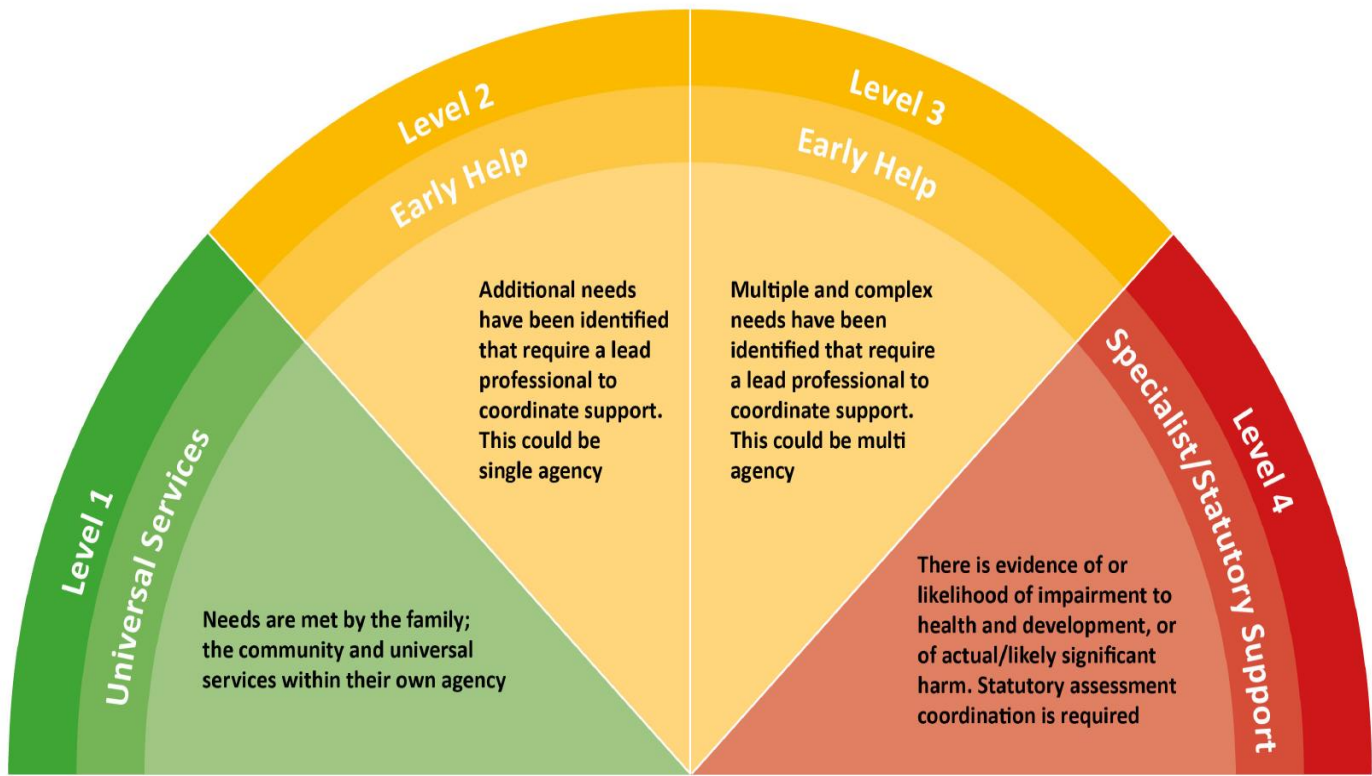 Level 1
Universal Services
Needs are met by the family;
the community and universal
services within their own agency
Level 2
Early Help
Additional needs
have been identified
that require a lead
professional to
coordinate support.
This could be
single agency
Level 3
Early Help
Multiple and complex
needs have been
identified that require
a lead professional to
coordinate support.
This could be multi
agency
Level 4
Specialist/Statutory Support
There is evidence of or
likelihood of impairment to
health and development, or
of actual/likely significant
harm. Statutory assessment
coordination is required